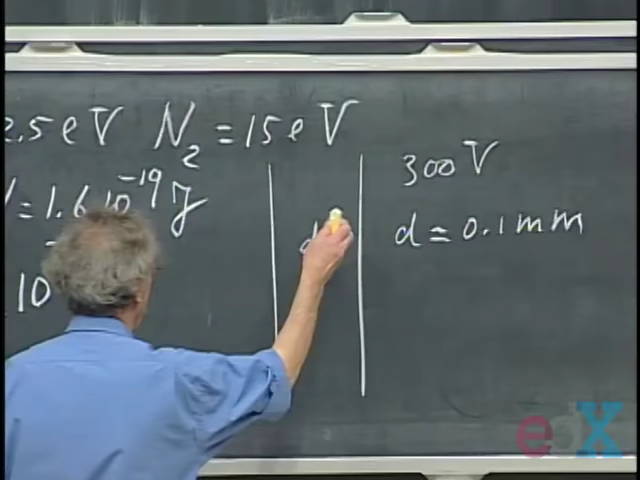 2.5 eV N₂ = 15 eV
= 1.6 10⁻¹⁹ J
10
d
300 V
d ≈ 0.1 mm
edX